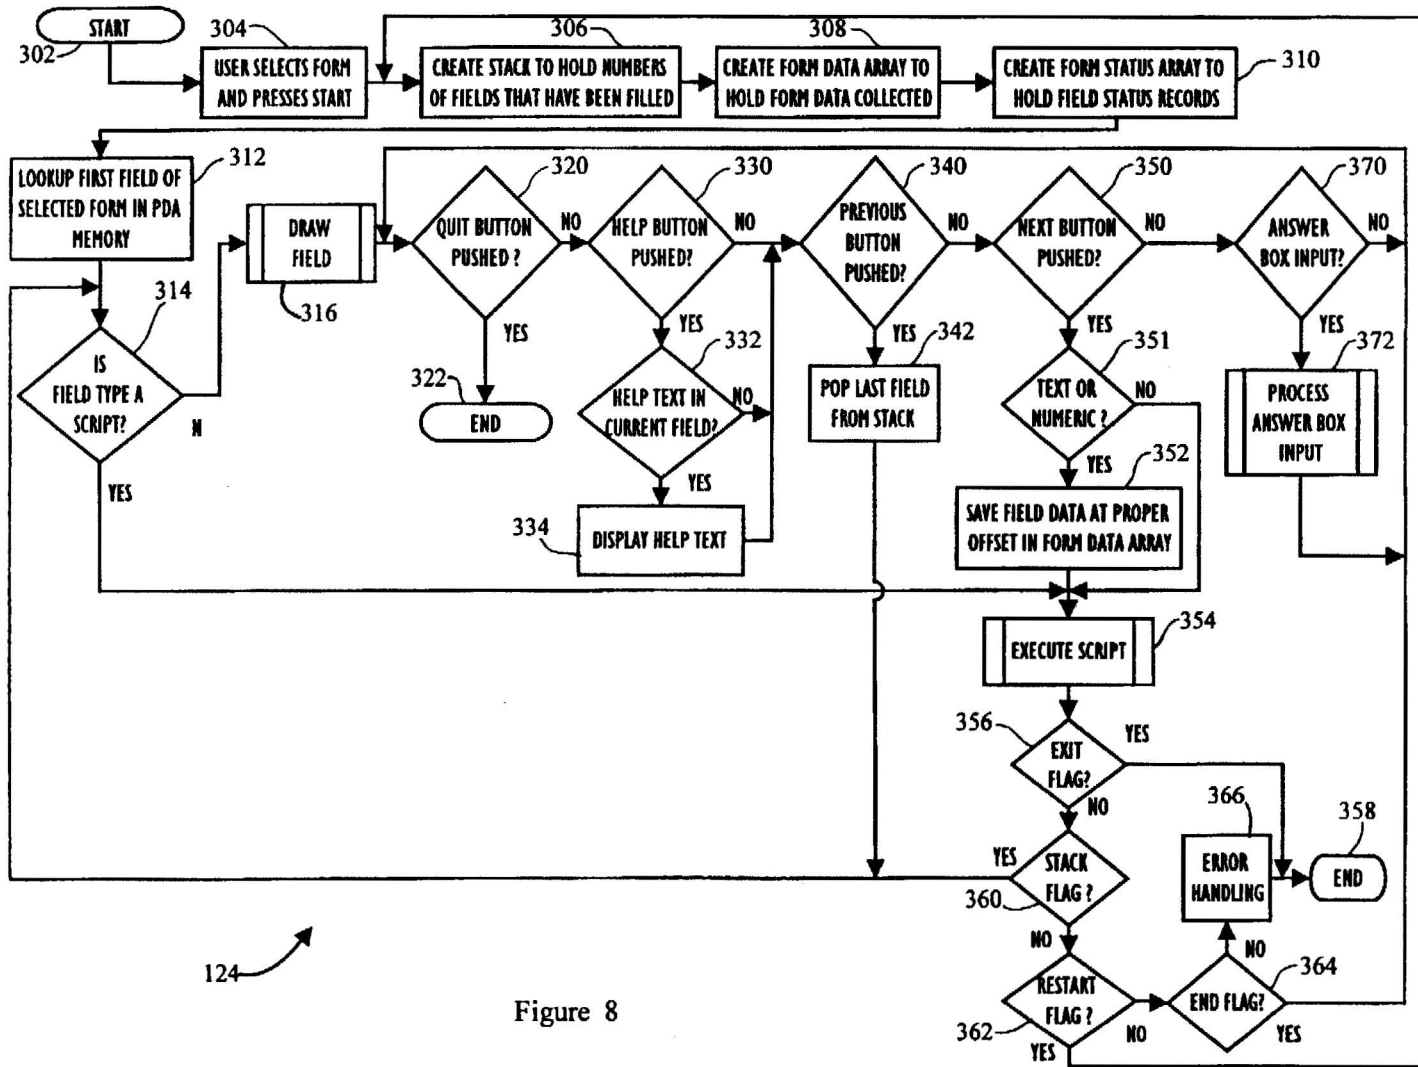 START
302
304
USER SELECTS FORM
AND PRESSES START
306
CREATE STACK TO HOLD NUMBERS
OF FIELDS THAT HAVE BEEN FILLED
308
CREATE FORM DATA ARRAY TO
HOLD FORM DATA COLLECTED
310
CREATE FORM STATUS ARRAY TO
HOLD FIELD STATUS RECORDS
312
LOOKUP FIRST FIELD OF
SELECTED FORM IN PDA
MEMORY
314
IS
FIELD TYPE A
SCRIPT?
N
YES
DRAW
FIELD
316
320
QUIT BUTTON
PUSHED ?
NO
YES
322
END
330
HELP BUTTON
PUSHED?
NO
YES
332
HELP TEXT IN
CURRENT FIELD?
NO
YES
334
DISPLAY HELP TEXT
340
PREVIOUS
BUTTON
PUSHED?
NO
YES
342
POP LAST FIELD
FROM STACK
350
NEXT BUTTON
PUSHED?
NO
YES
351
TEXT OR
NUMERIC ?
NO
YES
352
SAVE FIELD DATA AT PROPER
OFFSET IN FORM DATA ARRAY
370
ANSWER
BOX INPUT?
NO
YES
372
PROCESS
ANSWER BOX
INPUT
354
EXECUTE SCRIPT
356
EXIT
FLAG?
YES
NO
YES
STACK
FLAG ?
360
NO
366
ERROR
HANDLING
358
END
RESTART
FLAG ?
362
NO
YES
END FLAG?
364
NO
YES
124
Figure 8